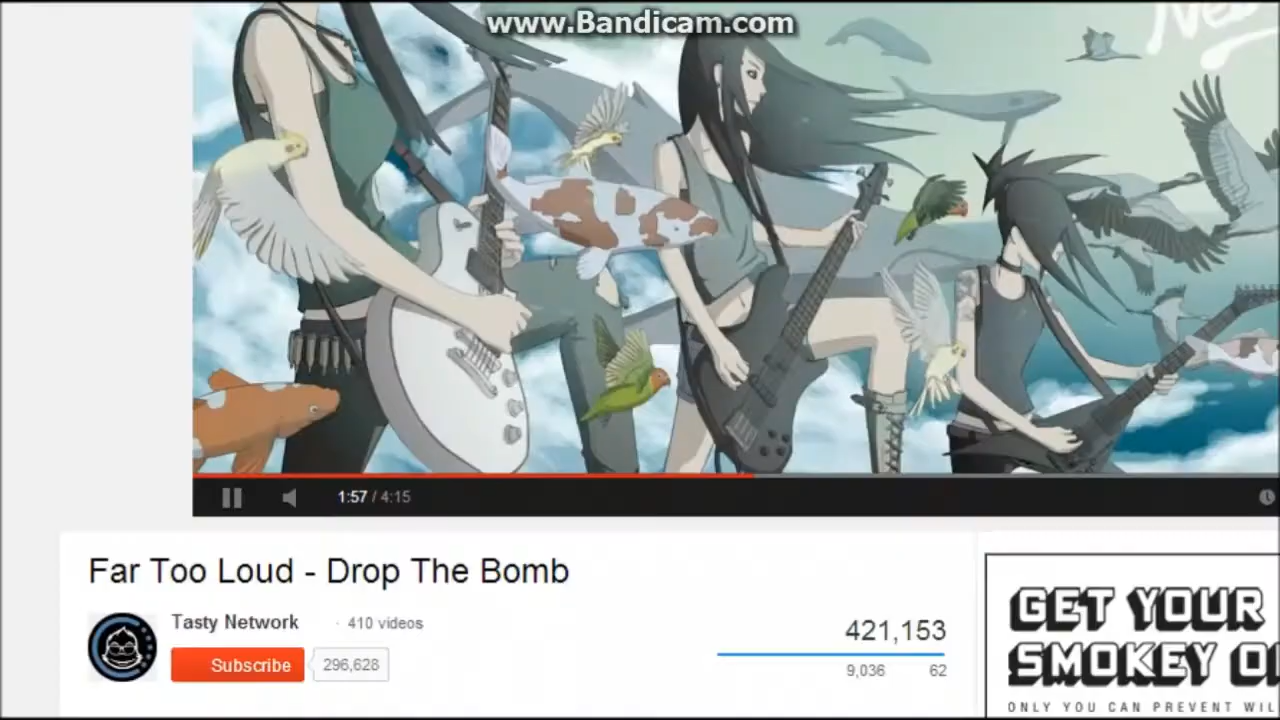 www.Bandicam.com
1:57 / 4:15
Far Too Loud - Drop The Bomb
Tasty Network · 410 videos
421,153
Subscribe 296,628
9,036 62
GET YOUR
SMOKEY
ONLY YOU CAN PREVENT